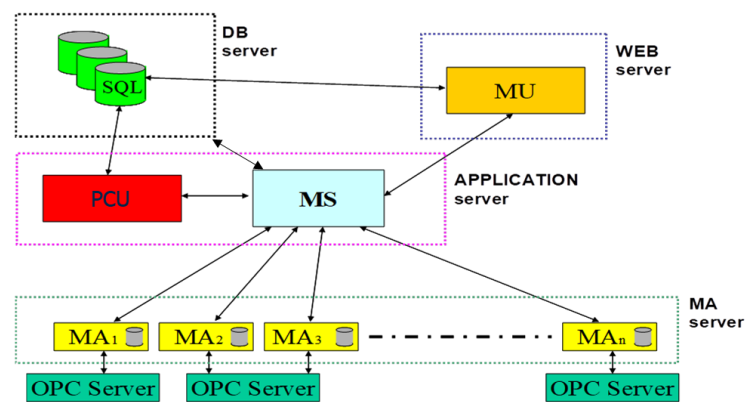 DB
server
SQL
WEB
server
MU
APPLICATION
server
PCU
MS
MA
server
MA1 MA2 MA3 MAn
OPC Server OPC Server OPC Server